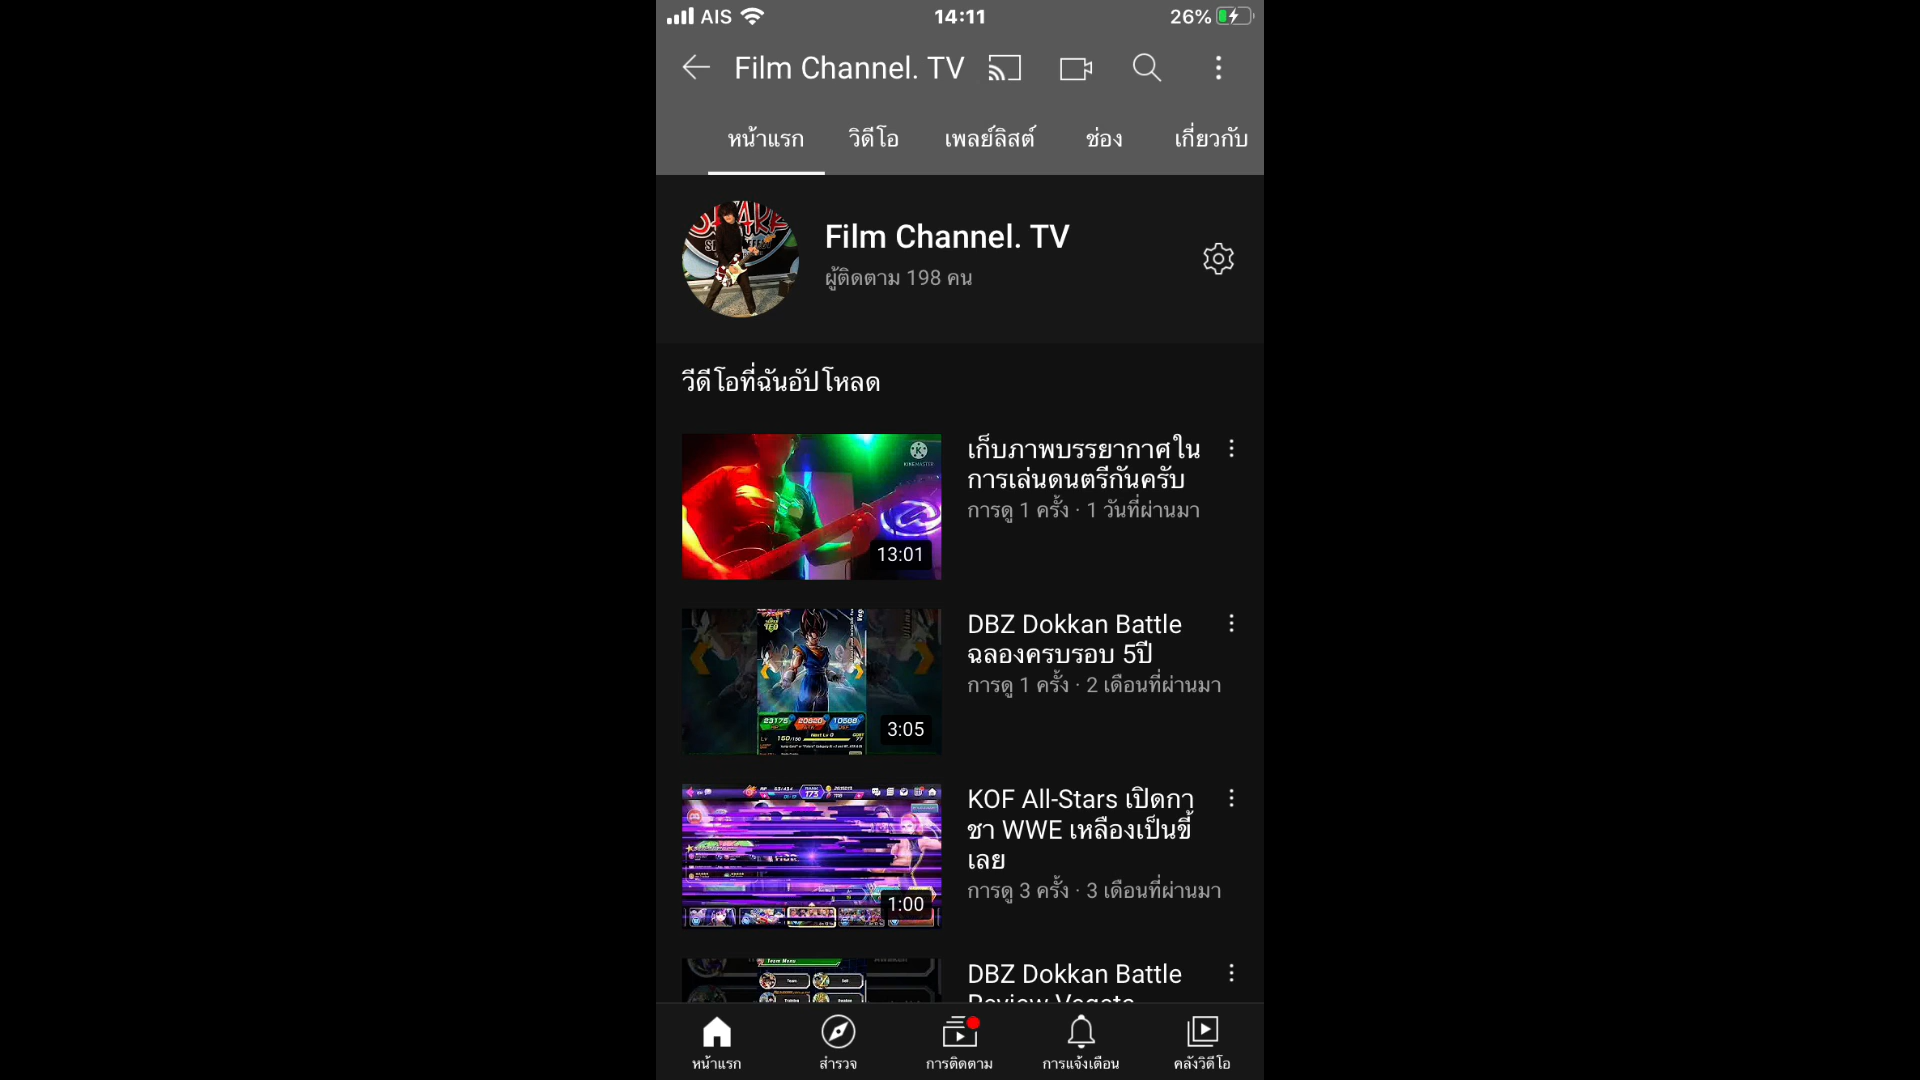 AIS 14:11 26%
Film Channel. TV
หน้าแรก วิดีโอ เพลย์ลิสต์ ช่อง เกี่ยวกับ
Film Channel. TV
ผู้ติดตาม 198 คน
วีดีโอที่ฉันอัปโหลด
KINEMASTER
13:01
เก็บภาพบรรยากาศใน
การเล่นดนตรีกันครับ
การดู 1 ครั้ง · 1 วันที่ผ่านมา
23175 20820 10568
3:05
DBZ Dokkan Battle
ฉลองครบรอบ 5ปี
การดู 1 ครั้ง · 2 เดือนที่ผ่านมา
173
1:00
KOF All-Stars เปิดกา
ชา WWE เหลืองเป็นขี้
เลย
การดู 3 ครั้ง · 3 เดือนที่ผ่านมา
Team Menu
Team
DBZ Dokkan Battle
Review Vegeta
หน้าแรก สำรวจ การติดตาม การแจ้งเตือน คลังวิดีโอ